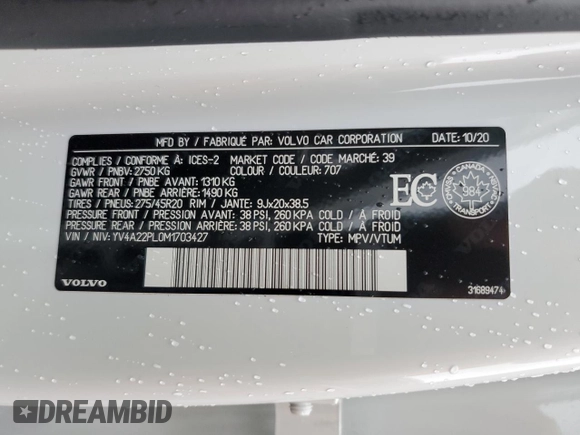 MFD BY / FABRIQUÉ PAR: VOLVO CAR CORPORATION DATE: 10/20
COMPLIES / CONFORME À: ICES-2 MARKET CODE / CODE MARCHÉ: 39
GVWR / PNBV: 2750 KG COLOUR / COULEUR: 707
GAWR FRONT / PNBE AVANT: 1310 KG
GAWR REAR / PNBE ARRIÈRE: 1490 KG
TIRES / PNEUS: 275/45R20 RIM / JANTE: 9Jx20x38.5
PRESSURE FRONT / PRESSION AVANT: 38 PSI, 260 KPA COLD / À FROID
PRESSURE REAR / PRESSION ARRIÈRE: 38 PSI, 260 KPA COLD / À FROID
VIN / NIV: YV4A22PL0M1703427 TYPE: MPV/VTUM
EC
CANADA
984
TRANSPORT
VOLVO
31689474
DREAMBID